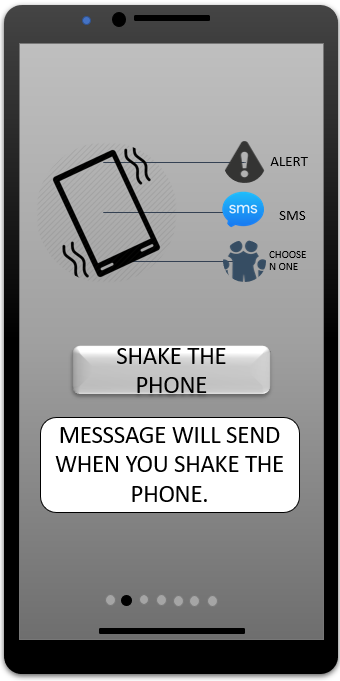 ALERT
sms
SMS
CHOOSE
N ONE
SHAKE THE
PHONE
MESSSAGE WILL SEND
WHEN YOU SHAKE THE
PHONE.